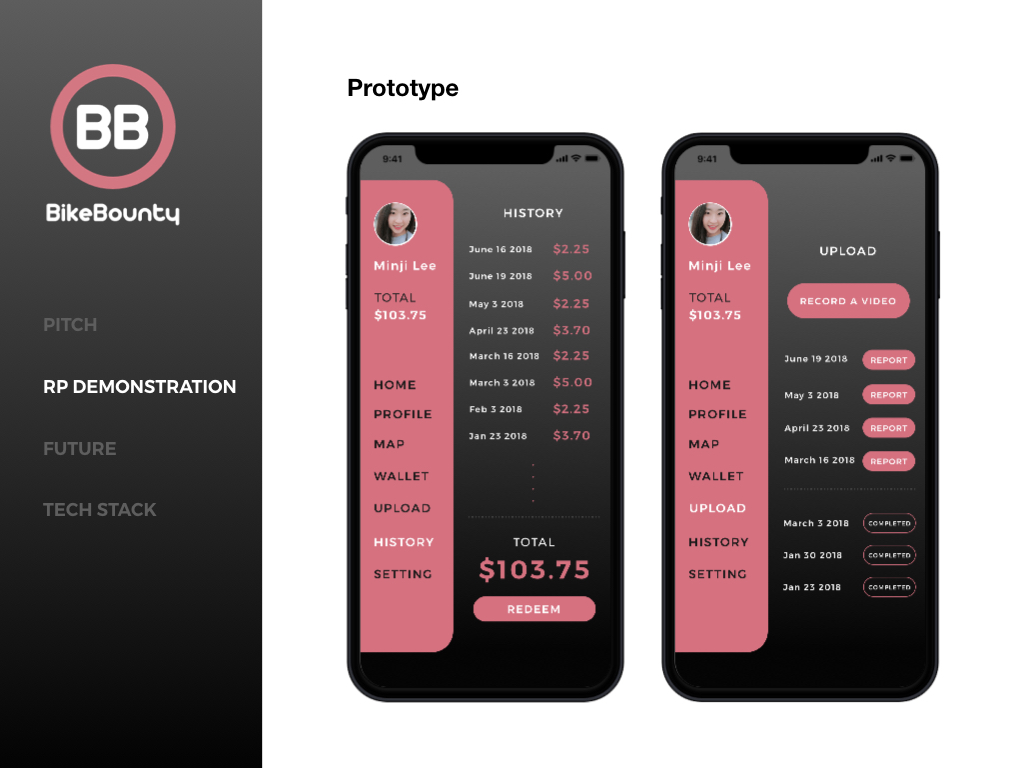 BB
BikeBounty
PITCH
RP DEMONSTRATION
FUTURE
TECH STACK
Prototype
9:41
Minji Lee
TOTAL
$103.75
HOME
PROFILE
MAP
WALLET
UPLOAD
HISTORY
SETTING
HISTORY
June 16 2018 $2.25
June 19 2018 $5.00
May 3 2018 $2.25
April 23 2018 $3.70
March 16 2018 $2.25
March 3 2018 $5.00
Feb 3 2018 $2.25
Jan 23 2018 $3.70
TOTAL
$103.75
REDEEM
9:41
Minji Lee
TOTAL
$103.75
HOME
PROFILE
MAP
WALLET
UPLOAD
HISTORY
SETTING
UPLOAD
RECORD A VIDEO
June 19 2018 REPORT
May 3 2018 REPORT
April 23 2018 REPORT
March 16 2018 REPORT
March 3 2018 COMPLETED
Jan 30 2018 COMPLETED
Jan 23 2018 COMPLETED